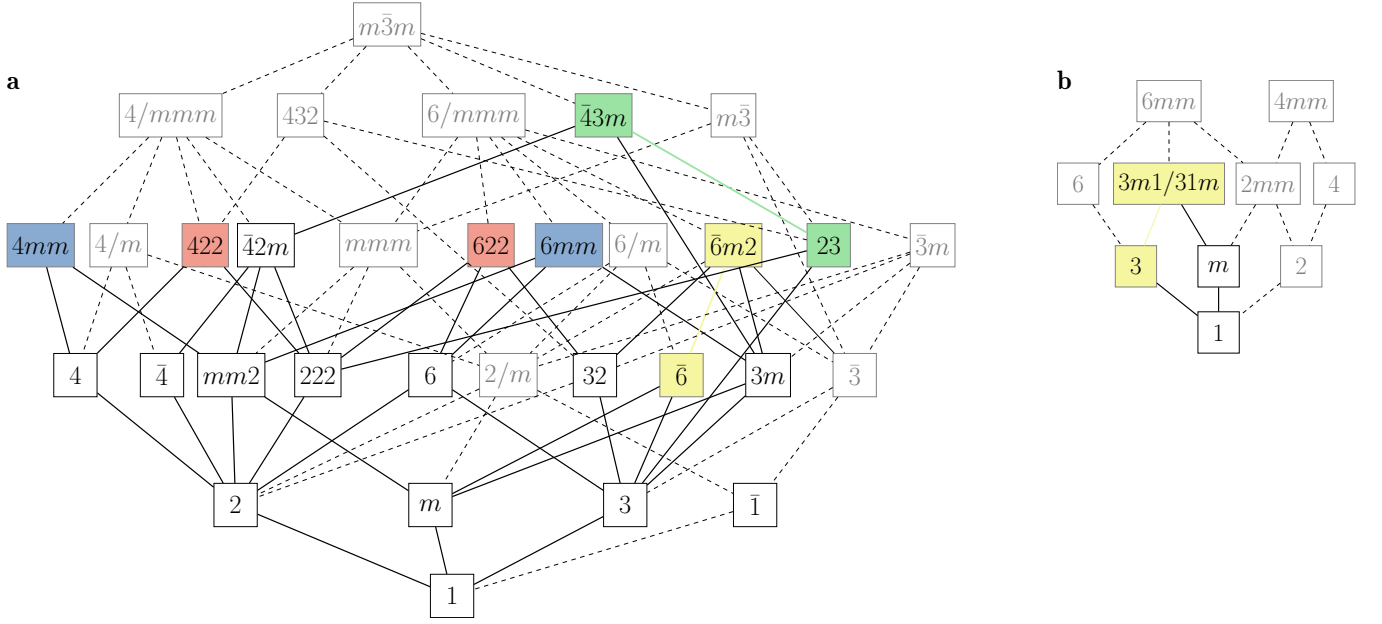 m3̄m
a
4/mmm 432 6/mmm 4̄3m m3̄
4mm 4/m 422 4̄2m mmm 622 6mm 6/m 6̄m2 23 3̄m
4 4̄ mm2 222 6 2/m 32 6̄ 3m 3̄
2 m 3 1̄
1
b
6mm 4mm
6 3m1/31m 2mm 4
3 m 2
1